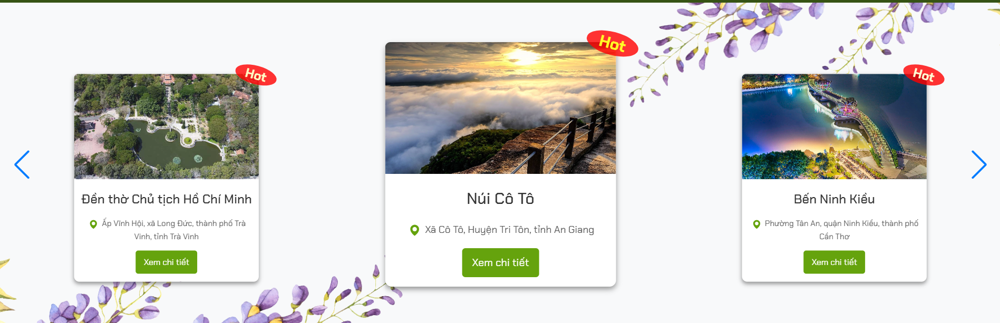 Hot
Đền thờ Chủ tịch Hồ Chí Minh
Ấp Vĩnh Hội, xã Long Đức, thành phố Trà
Vinh, tỉnh Trà Vinh
Xem chi tiết
Hot
Núi Cô Tô
Xã Cô Tô, Huyện Tri Tôn, tỉnh An Giang
Xem chi tiết
Hot
Bến Ninh Kiều
Phường Tân An, quận Ninh Kiều, thành phố
Cần Thơ
Xem chi tiết